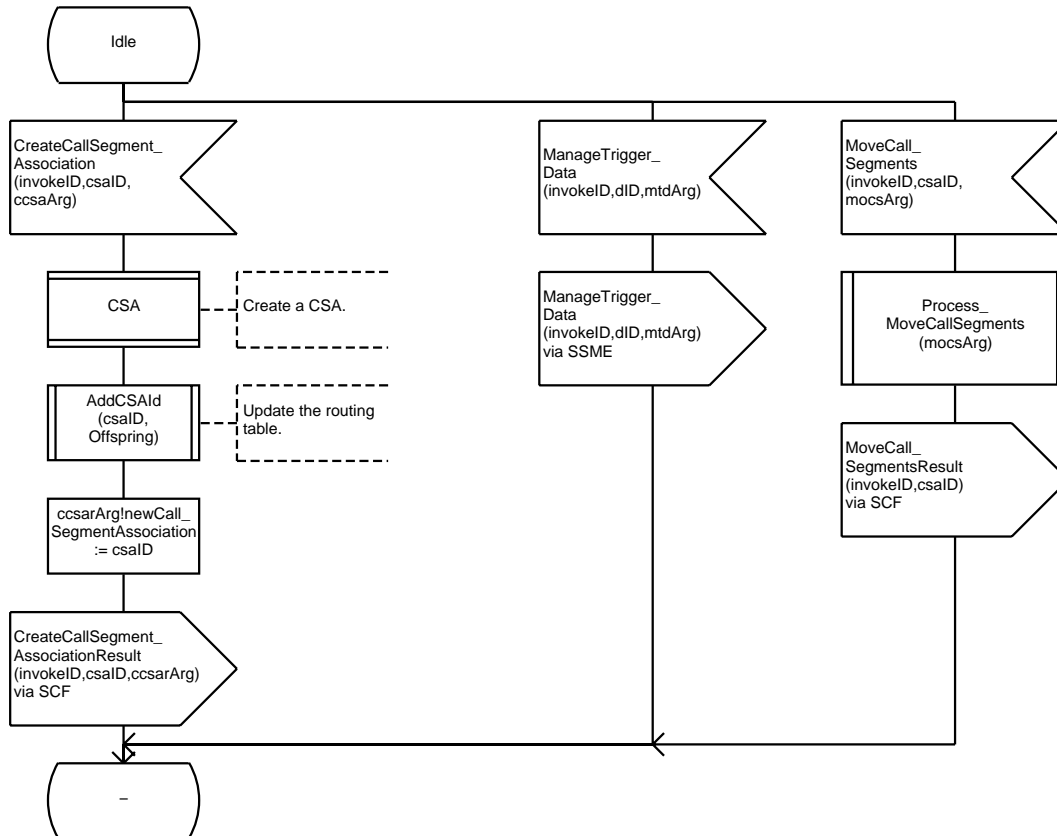 Idle
CreateCallSegment_
Association
(invokeID,csaID,
ccsaArg)
CSA
Create a CSA.
AddCSAId
(csaID,
Offspring)
Update the routing
table.
ccsarArg!newCall_
SegmentAssociation
:= csaID
CreateCallSegment_
AssociationResult
(invokeID,csaID,ccsarArg)
via SCF
–
ManageTrigger_
Data
(invokeID,dID,mtdArg)
ManageTrigger_
Data
(invokeID,dID,mtdArg)
via SSME
MoveCall_
Segments
(invokeID,csaID,
mocsArg)
Process_
MoveCallSegments
(mocsArg)
MoveCall_
SegmentsResult
(invokeID,csaID)
via SCF